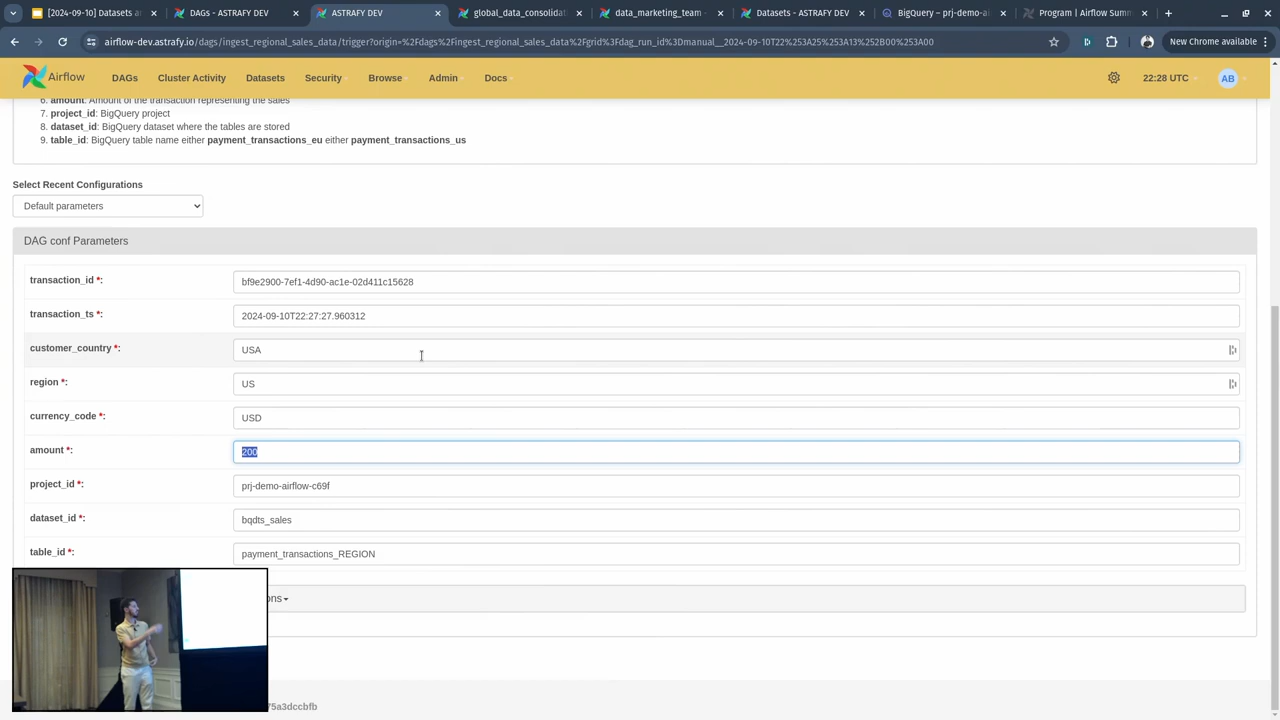 [2024-09-10] Datasets a
DAGs - ASTRAFY DEV
ASTRAFY DEV
global_data_consolidat
data_marketing_team
Datasets - ASTRAFY DE
BigQuery – prj-demo-ai
Program | Airflow Summ
airflow-dev.astrafy.io/dags/ingest_regional_sales_data/trigger?origin=%2Fdags%2Fingest_regional_sales_data%2Fgrid%3Fdag_run_id%3Dmanual__2024-09-10T22%253A25%253A13%252B00%253A00
New Chrome available
Airflow
DAGs
Cluster Activity
Datasets
Security
Browse
Admin
Docs
22:28 UTC
AB
6. amount: Amount of the transaction representing the sales
7. project_id: BigQuery project
8. dataset_id: BigQuery dataset where the tables are stored
9. table_id: BigQuery table name either payment_transactions_eu either payment_transactions_us
Select Recent Configurations
Default parameters
DAG conf Parameters
transaction_id *: bf9e2900-7ef1-4d90-ac1e-02d411c15628
transaction_ts *: 2024-09-10T22:27:27.960312
customer_country *: USA
region *: US
currency_code *: USD
amount *: 200
project_id *: prj-demo-airflow-c69f
dataset_id *: bqdts_sales
table_id *: payment_transactions_REGION
ons
75a3dccbfb